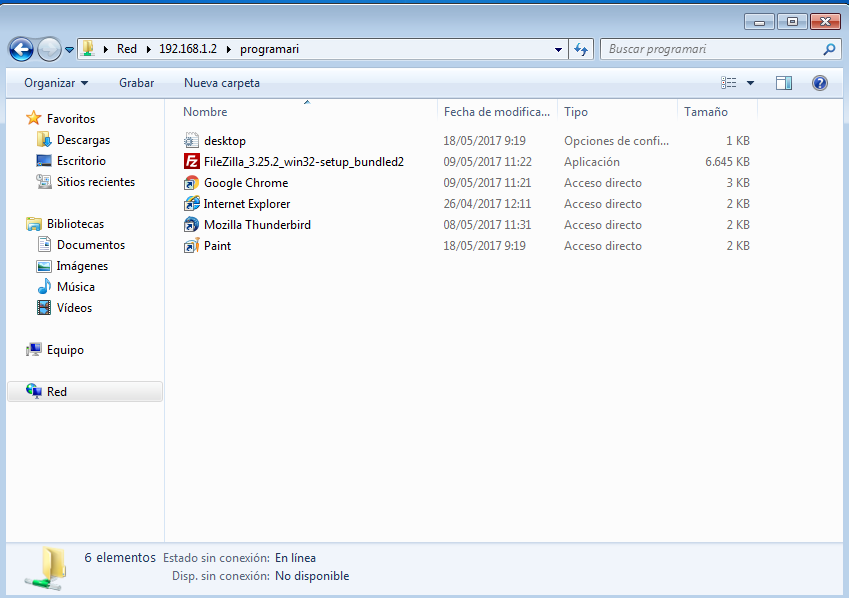 Red 192.168.1.2 programari Buscar programari
Organizar Grabar Nueva carpeta
Favoritos
Descargas
Escritorio
Sitios recientes
Bibliotecas
Documentos
Imágenes
Música
Vídeos
Equipo
Red
Nombre Fecha de modifica... Tipo Tamaño
desktop 18/05/2017 9:19 Opciones de confi... 1 KB
FileZilla_3.25.2_win32-setup_bundled2 09/05/2017 11:22 Aplicación 6.645 KB
Google Chrome 09/05/2017 11:21 Acceso directo 3 KB
Internet Explorer 26/04/2017 12:11 Acceso directo 2 KB
Mozilla Thunderbird 08/05/2017 11:31 Acceso directo 2 KB
Paint 18/05/2017 9:19 Acceso directo 2 KB
6 elementos Estado sin conexión: En línea
Disp. sin conexión: No disponible